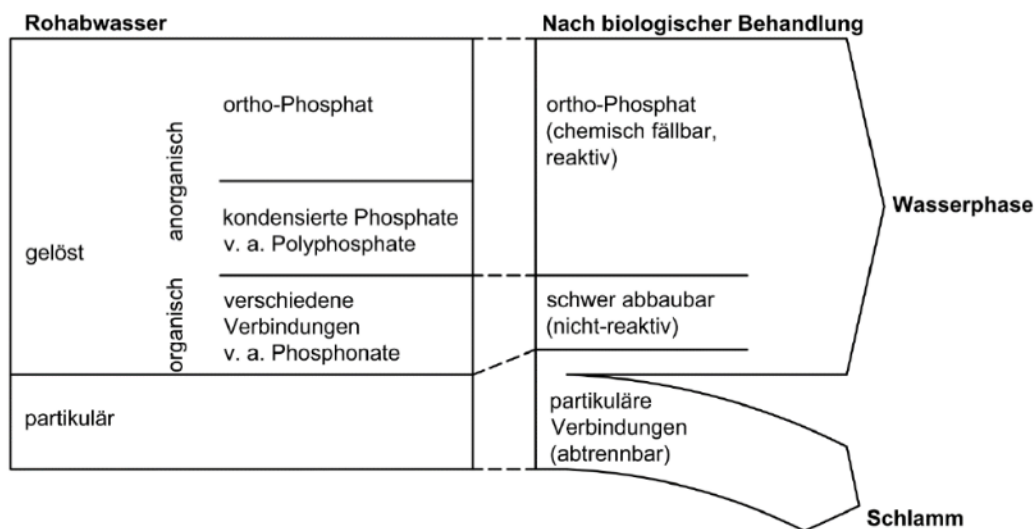 Rohabwasser
Nach biologischer Behandlung
gelöst
anorganisch
ortho-Phosphat
kondensierte Phosphate
v. a. Polyphosphate
organisch
verschiedene
Verbindungen
v. a. Phosphonate
partikulär
ortho-Phosphat
(chemisch fällbar,
reaktiv)
schwer abbaubar
(nicht-reaktiv)
partikuläre
Verbindungen
(abtrennbar)
Wasserphase
Schlamm